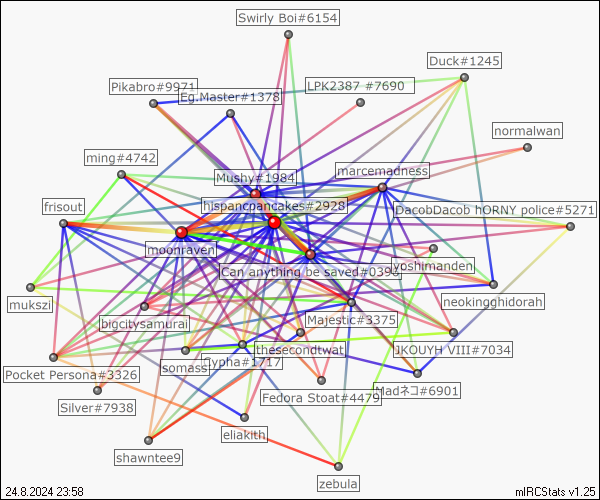 Swirly Boi#6154
Duck#1245
Pikabro#9971
LPK2387 #7690
Eg.Master#1378
normalwan
ming#4742
marcemadness
Mushy#1984
frisout
hispancpancakes#2928
DacobDacob hORNY police#5271
moonraven
Can anything be saved#0396
yoshimanden
mukszi
neokingghidorah
bigcitysamurai
Majestic#3375
thesecondtwat
JKOUYH VIII#7034
Cypha#1717
somass
Pocket Persona#3326
Madネコ#6901
Fedora Stoat#4479
Silver#7938
eliakith
shawntee9
zebula
24.8.2024 23:58
mIRCStats v1.25